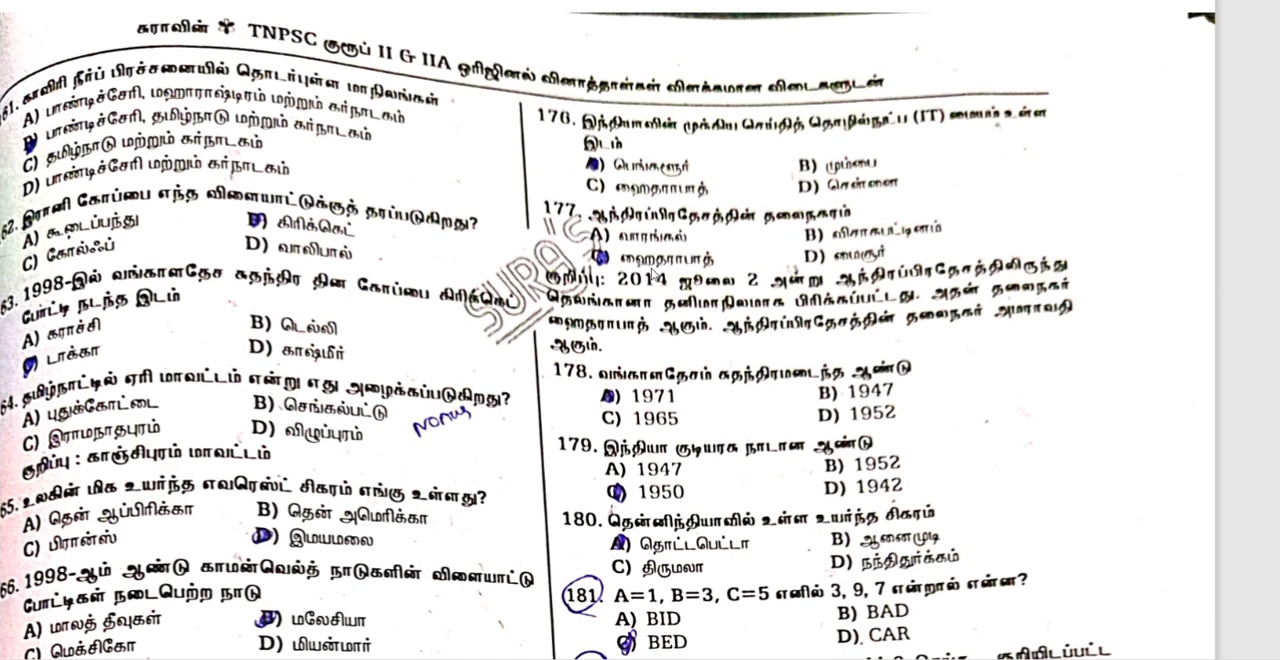 சுராவின் TNPSC குரூப் II & IIA ஒரிஜினல் வினாத்தாள்கள் விளக்கமான விடைகளுடன்
61. காவிரி நீர்ப் பிரச்சனையில் தொடர்புள்ள மாநிலங்கள்
A) பாண்டிச்சேரி, மஹாராஷ்டிரம் மற்றும் கர்நாடகம்
B) பாண்டிச்சேரி, தமிழ்நாடு மற்றும் கர்நாடகம்
C) தமிழ்நாடு மற்றும் கர்நாடகம்
D) பாண்டிச்சேரி மற்றும் கர்நாடகம்
62. இரானி கோப்பை எந்த விளையாட்டுக்குத் தரப்படுகிறது?
A) கூடைப்பந்து B) கிரிக்கெட்
C) கோல்ஃப் D) வாலிபால்
63. 1998-இல் வங்காளதேச சுதந்திர தின கோப்பை கிரிக்கெட்
போட்டி நடந்த இடம்
A) கராச்சி B) டெல்லி
C) டாக்கா D) காஷ்மீர்
64. தமிழ்நாட்டில் ஏரி மாவட்டம் என்று எது அழைக்கப்படுகிறது?
A) புதுக்கோட்டை B) செங்கல்பட்டு
C) இராமநாதபுரம் D) விழுப்புரம்
குறிப்பு : காஞ்சிபுரம் மாவட்டம்
65. உலகின் மிக உயர்ந்த எவரெஸ்ட் சிகரம் எங்கு உள்ளது?
A) தென் ஆப்பிரிக்கா B) தென் அமெரிக்கா
C) பிரான்ஸ் D) இமயமலை
66. 1998-ஆம் ஆண்டு காமன்வெல்த் நாடுகளின் விளையாட்டு
போட்டிகள் நடைபெற்ற நாடு
A) மாலத் தீவுகள் B) மலேசியா
C) மெக்சிகோ D) மியன்மார்
SURA'S
176. இந்தியாவின் முக்கிய செய்தித் தொழில்நுட்ப (IT) மையம் உள்ள
இடம்
A) பெங்களூர் B) மும்பை
C) ஹைதராபாத் D) சென்னை
177. ஆந்திரப்பிரதேசத்தின் தலைநகரம்
A) வாரங்கல் B) விசாகபட்டினம்
C) ஹைதராபாத் D) மைசூர்
குறிப்பு: 2014 ஜூலை 2 அன்று ஆந்திரப்பிரதேசத்திலிருந்து
தெலங்கானா தனிமாநிலமாக பிரிக்கப்பட்டது. அதன் தலைநகர்
ஹைதராபாத் ஆகும். ஆந்திரப்பிரதேசத்தின் தலைநகர் அமராவதி
ஆகும்.
178. வங்காளதேசம் சுதந்திரமடைந்த ஆண்டு
A) 1971 B) 1947
C) 1965 D) 1952
179. இந்தியா குடியரசு நாடான ஆண்டு
A) 1947 B) 1952
C) 1950 D) 1942
180. தென்னிந்தியாவில் உள்ள உயர்ந்த சிகரம்
A) தொட்டபெட்டா B) ஆனைமுடி
C) திருமலா D) நந்திதுர்க்கம்
181. A=1, B=3, C=5 எனில் 3, 9, 7 என்றால் என்ன?
A) BID B) BAD
C) BED D) CAR
குறியிடப்பட்ட